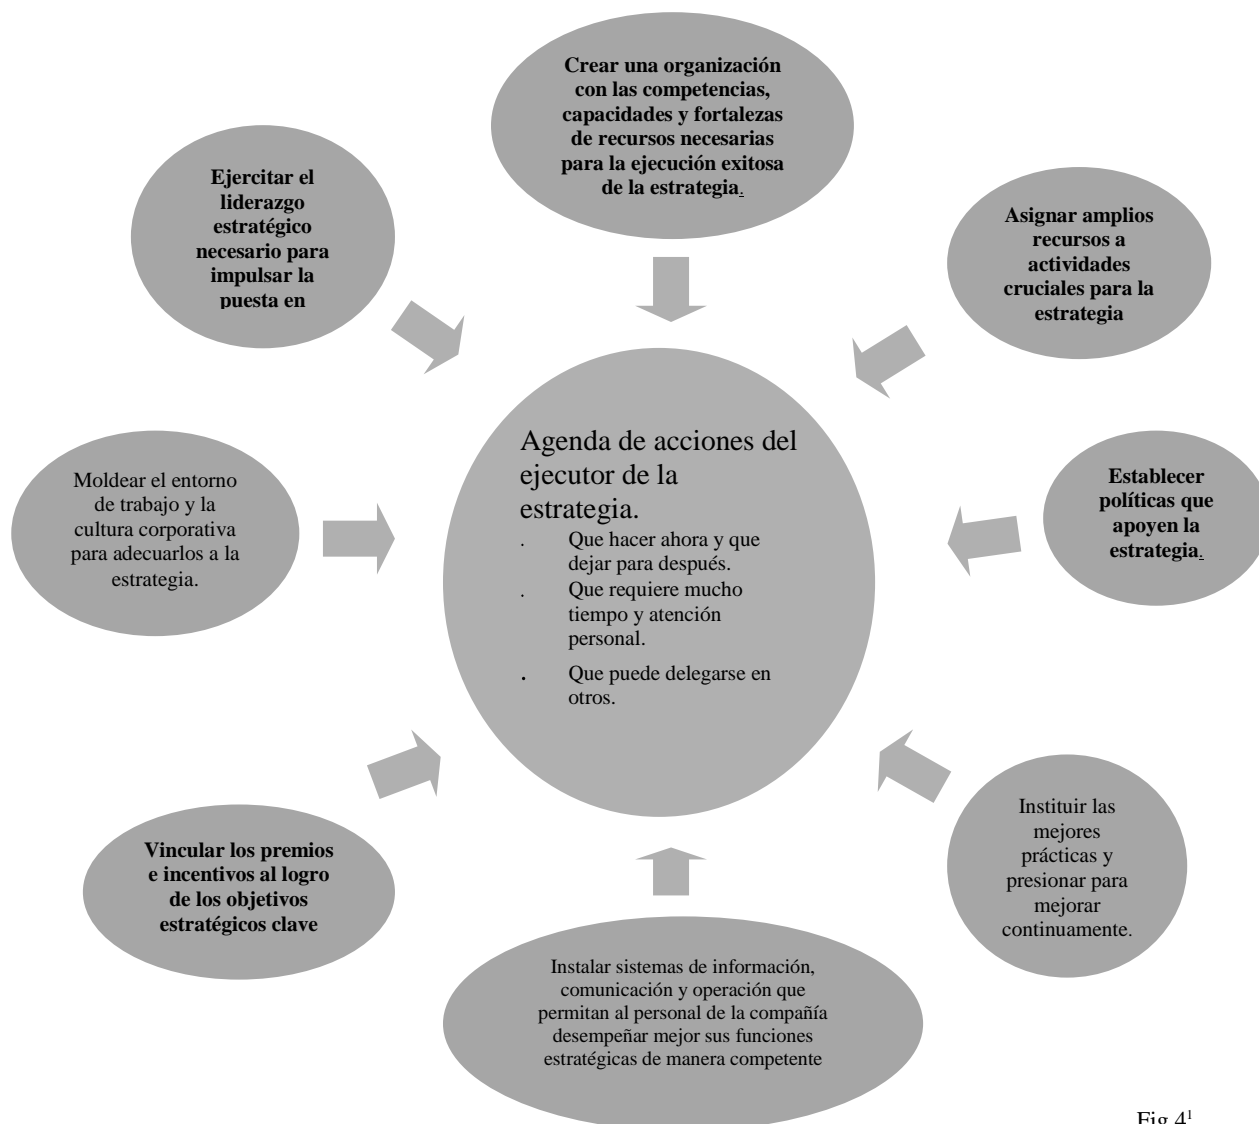 Crear una organización
con las competencias,
capacidades y fortalezas
de recursos necesarias
para la ejecución exitosa
de la estrategia.
Ejercitar el
liderazgo
estratégico
necesario para
impulsar la
puesta en
Asignar amplios
recursos a
actividades
cruciales para la
estrategia
Agenda de acciones del
ejecutor de la
estrategia.
. Que hacer ahora y que
dejar para después.
. Que requiere mucho
tiempo y atención
personal.
. Que puede delegarse en
otros.
Moldear el entorno
de trabajo y la
cultura corporativa
para adecuarlos a la
estrategia.
Establecer
políticas que
apoyen la
estrategia.
Vincular los premios
e incentivos al logro
de los objetivos
estratégicos clave
Instituir las
mejores
prácticas y
presionar para
mejorar
continuamente.
Instalar sistemas de información,
comunicación y operación que
permitan al personal de la compañía
desempeñar mejor sus funciones
estratégicas de manera competente
Fig 4¹